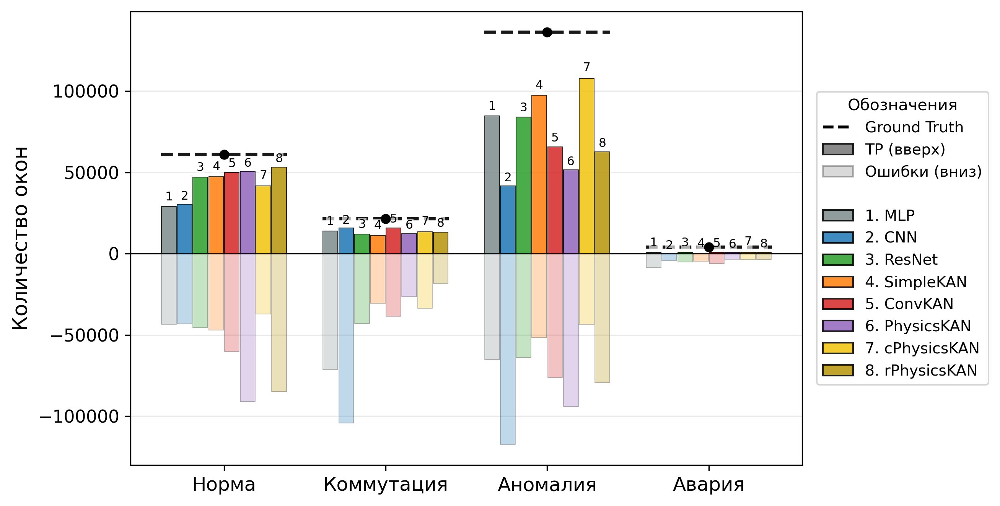 Количество окон
100000
50000
0
−50000
−100000
1 2 3 4 5 6 7 8
1 2 3 4 5 6 7 8
1 2 3 4 5 6 7 8
1 2 3 4 5 6 7 8
Норма
Коммутация
Аномалия
Авария
Обозначения
Ground Truth
TP (вверх)
Ошибки (вниз)
1. MLP
2. CNN
3. ResNet
4. SimpleKAN
5. ConvKAN
6. PhysicsKAN
7. cPhysicsKAN
8. rPhysicsKAN